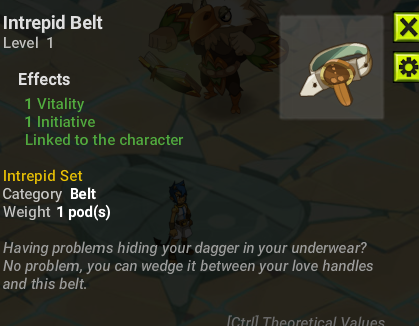 Intrepid Belt
Level 1
Effects
1 Vitality
1 Initiative
Linked to the character
Intrepid Set
Category Belt
Weight 1 pod(s)
Having problems hiding your dagger in your underwear?
No problem, you can wedge it between your love handles
and this belt.
[Ctrl] Theoretical Values